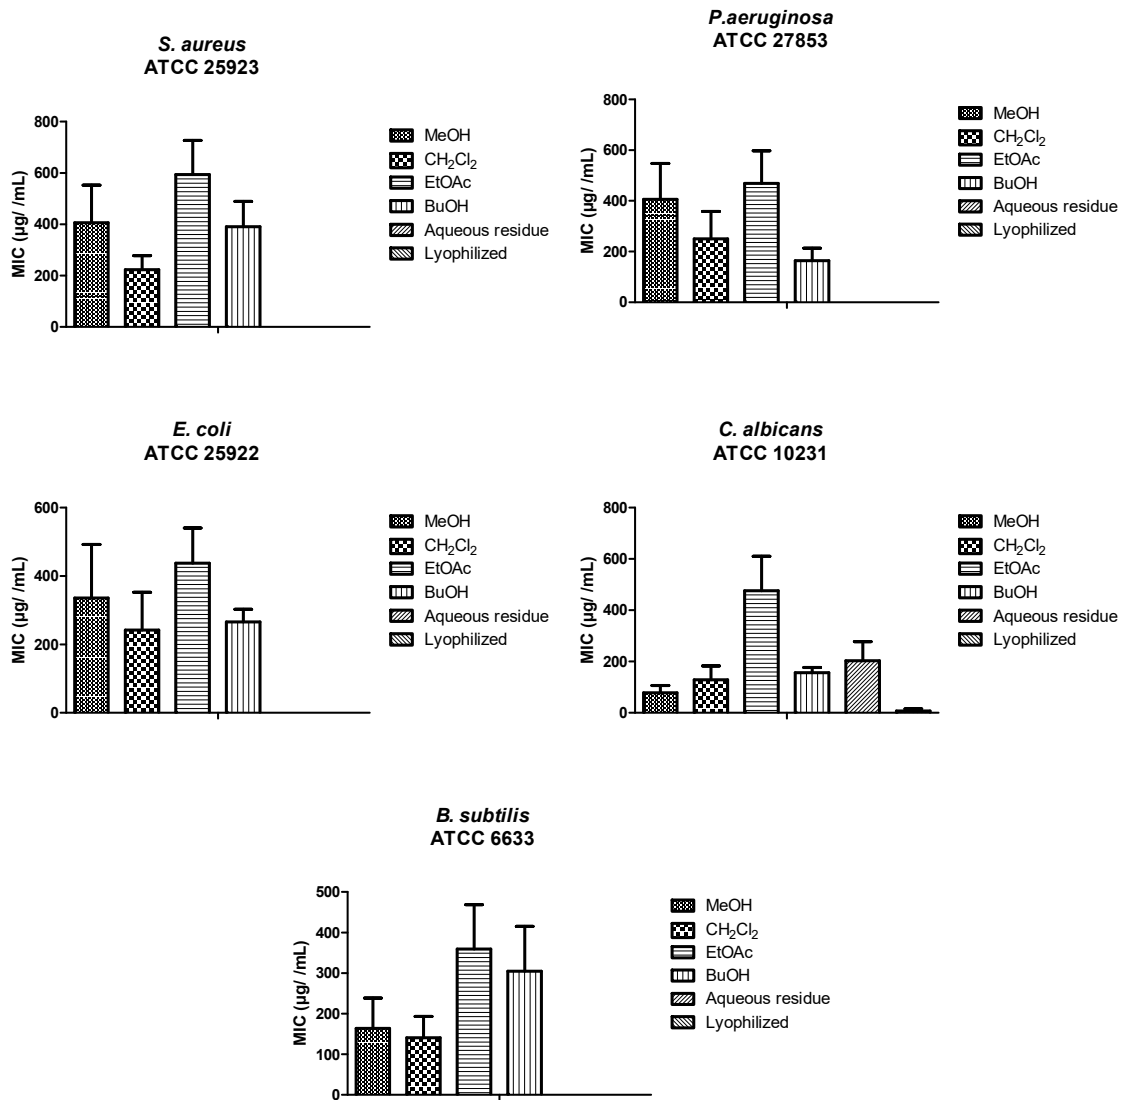 S. aureus
ATCC 25923
MIC (µg/ /mL)
800
600
400
200
0
MeOH
CH₂Cl₂
EtOAc
BuOH
Aqueous residue
Lyophilized
P.aeruginosa
ATCC 27853
MIC (µg/ /mL)
800
600
400
200
0
MeOH
CH₂Cl₂
EtOAc
BuOH
Aqueous residue
Lyophilized
E. coli
ATCC 25922
MIC (µg/ /mL)
600
400
200
0
MeOH
CH₂Cl₂
EtOAc
BuOH
Aqueous residue
Lyophilized
C. albicans
ATCC 10231
MIC (µg/ /mL)
800
600
400
200
0
MeOH
CH₂Cl₂
EtOAc
BuOH
Aqueous residue
Lyophilized
B. subtilis
ATCC 6633
MIC (µg/ /mL)
500
400
300
200
100
0
MeOH
CH₂Cl₂
EtOAc
BuOH
Aqueous residue
Lyophilized